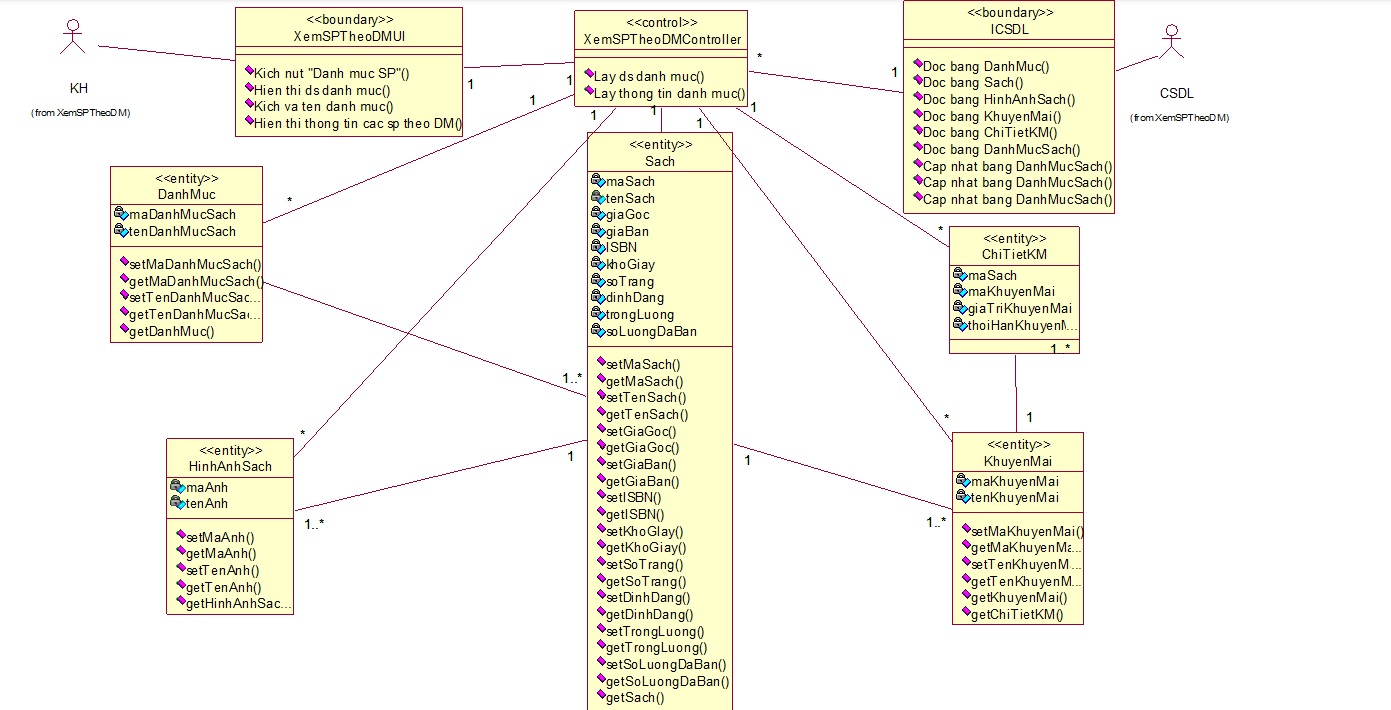 <<boundary>>
XemSPTheoDMUI
Kich nut "Danh muc SP"()
Hien thi ds danh muc()
Kich va ten danh muc()
Hien thi thong tin cac sp theo DM()
<<control>>
XemSPTheoDMController
Lay ds danh muc()
Lay thong tin danh muc()
<<boundary>>
ICSDL
Doc bang DanhMuc()
Doc bang Sach()
Doc bang HinhAnhSach()
Doc bang KhuyenMai()
Doc bang ChiTietKM()
Doc bang DanhMucSach()
Cap nhat bang DanhMucSach()
Cap nhat bang DanhMucSach()
Cap nhat bang DanhMucSach()
KH
(from XemSPTheoDM)
CSDL
(from XemSPTheoDM)
1
1
1
*
1
1
1
1
1
*
<<entity>>
DanhMuc
maDanhMucSach
tenDanhMucSach
setMaDanhMucSach()
getMaDanhMucSach()
setTenDanhMucSac...
getTenDanhMucSac...
getDanhMuc()
<<entity>>
Sach
maSach
tenSach
giaGoc
giaBan
ISBN
khoGiay
soTrang
dinhDang
trongLuong
soLuongDaBan
setMaSach()
getMaSach()
setTenSach()
getTenSach()
setGiaGoc()
getGiaGoc()
setGiaBan()
getGiaBan()
setISBN()
getISBN()
setKhoGIay()
getKhoGiay()
setSoTrang()
getSoTrang()
setDinhDang()
getDinhDang()
setTrongLuong()
getTrongLuong()
setSoLuongDaBan()
getSoLuongDaBan()
getSach()
*
<<entity>>
ChiTietKM
maSach
maKhuyenMai
giaTriKhuyenMai
thoiHanKhuyenM...
1..*
1
1..*
*
*
<<entity>>
HinhAnhSach
maAnh
tenAnh
setMaAnh()
getMaAnh()
setTenAnh()
getTenAnh()
getHinhAnhSac...
1
1..*
1
1..*
<<entity>>
KhuyenMai
maKhuyenMai
tenKhuyenMai
setMaKhuyenMai()
getMaKhuyenMa...
setTenKhuyenM...
getTenKhuyenM...
getKhuyenMai()
getChiTietKM()